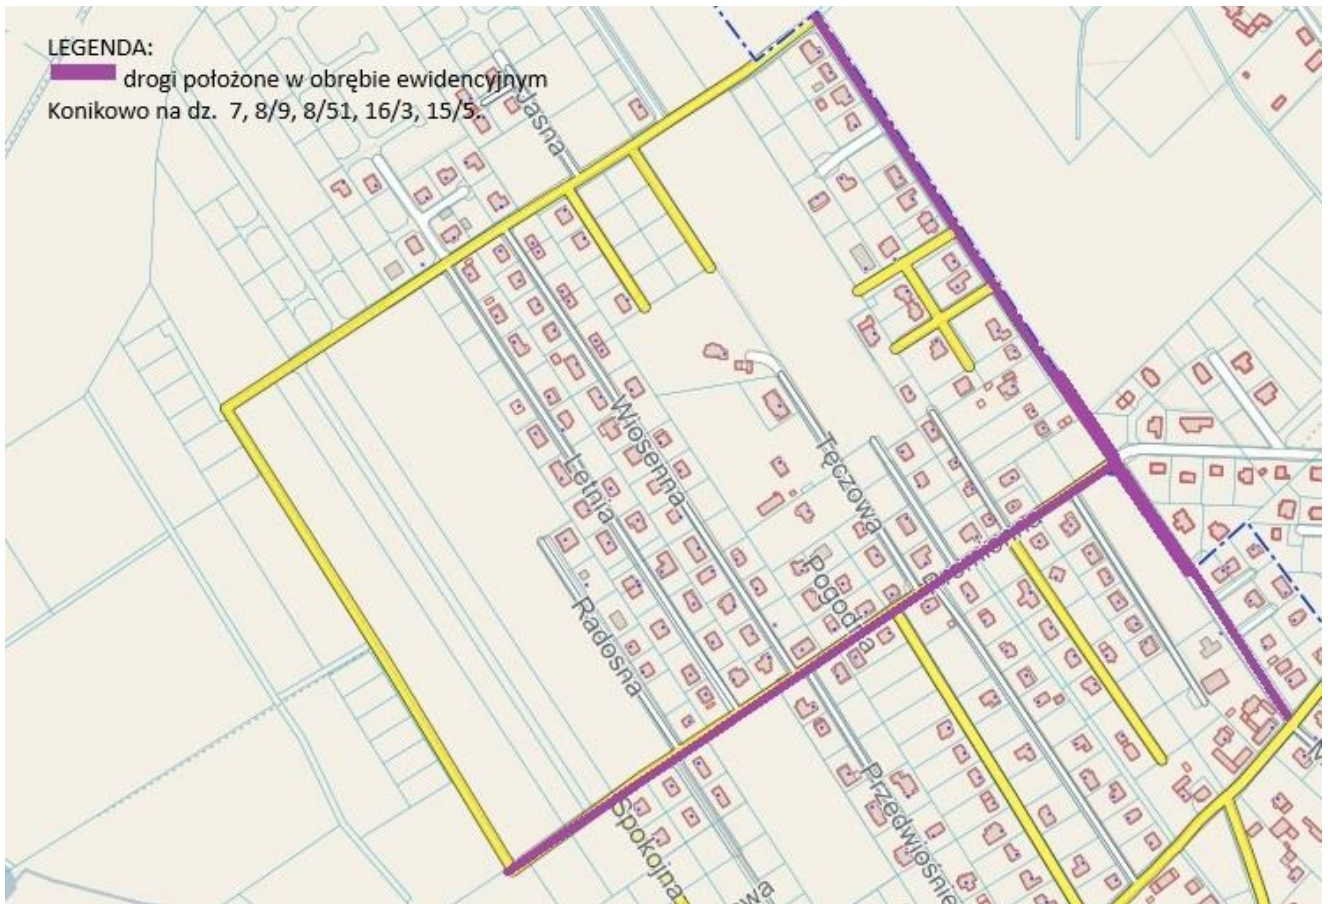 LEGENDA:
drogi położone w obrębie ewidencyjnym
Konikowo na dz. 7, 8/9, 8/51, 16/3, 15/5.
Jasna
Wiosenna
Letnia
Tęczowa
Pogodna
Radosna
Przedwiośnie
Spokojna